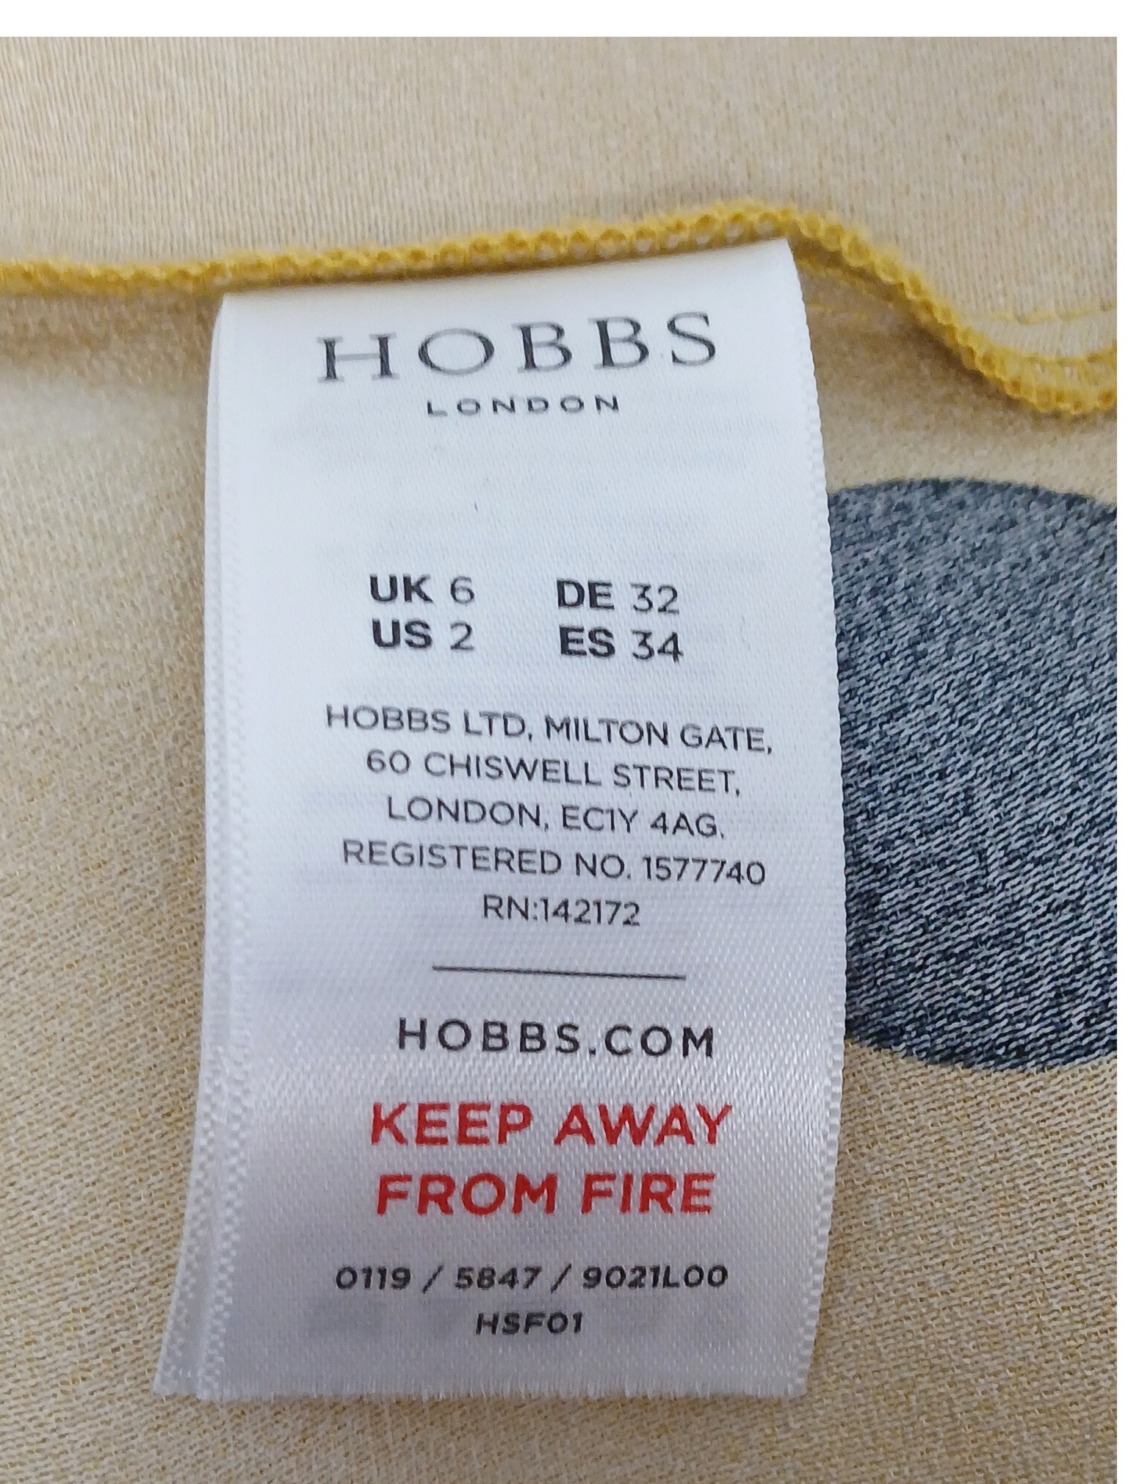 HOBBS
LONDON
UK 6 DE 32
US 2 ES 34
HOBBS LTD, MILTON GATE,
60 CHISWELL STREET,
LONDON, EC1Y 4AG.
REGISTERED NO. 1577740
RN:142172
HOBBS.COM
KEEP AWAY
FROM FIRE
0119 / 5847 / 9021L00
HSF01